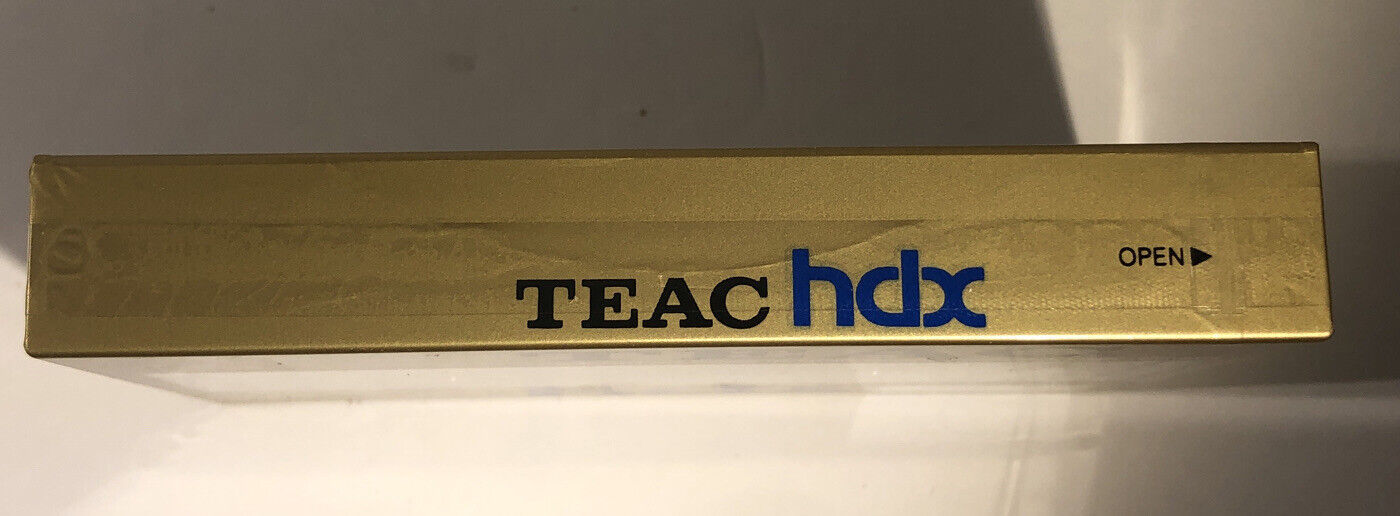 TEAC hdx
OPEN ▶